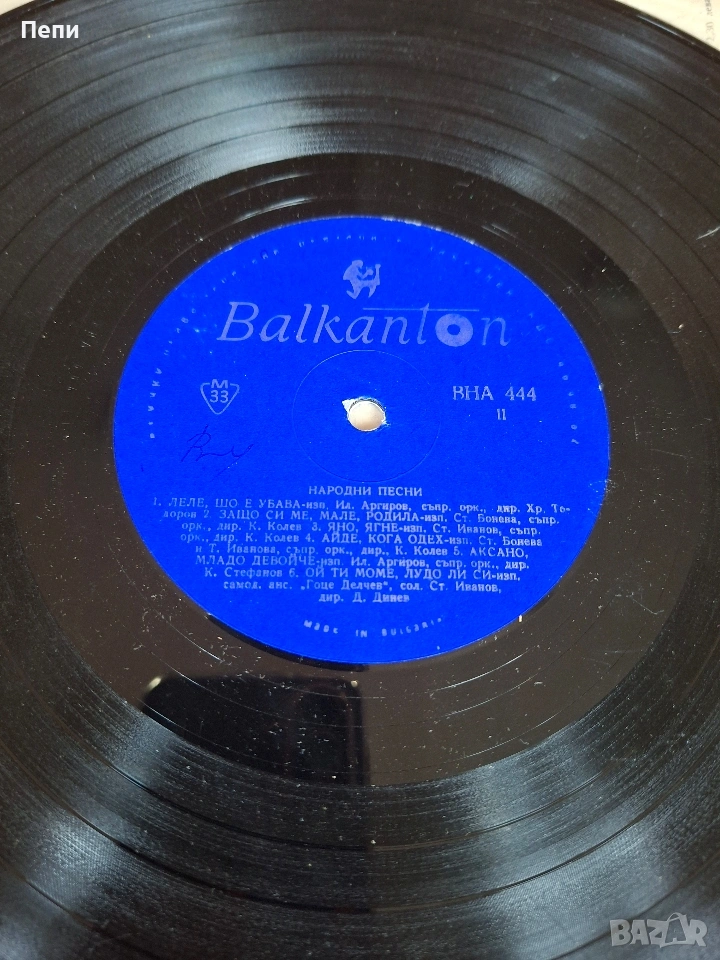 Пепи
Balkanton
M
33
ВНА 444
II
НАРОДНИ ПЕСНИ
1. ЛЕЛЕ, ШО Е УБАВА-изп. Ил. Аргиров, съпр. орк., дир. Хр. То-
доров 2. ЗАЩО СИ МЕ, МАЛЕ, РОДИЛА-изп. Ст. Бонева, съпр.
орк., дир. К. Колев 3. ЯНО, ЯГНЕ-изп. Ст. Иванов, съпр.
орк., дир. К. Колев 4. АЙДЕ, КОГА ОДЕХ-изп. Ст. Бонева
и Т. Иванова, съпр. орк., дир., К. Колев 5. АКСАНО,
МЛАДО ДЕВОЙЧЕ-изп. Ил. Аргиров, съпр. орк., дир.
К. Стефанов 6. ОЙ ТИ МОМЕ, ЛУДО ЛИ СИ-изп.
самод. анс. „Гоце Делчев“, сол. Ст. Иванов,
дир. Д. Динев
MADE IN BULGARIA
BAZAR